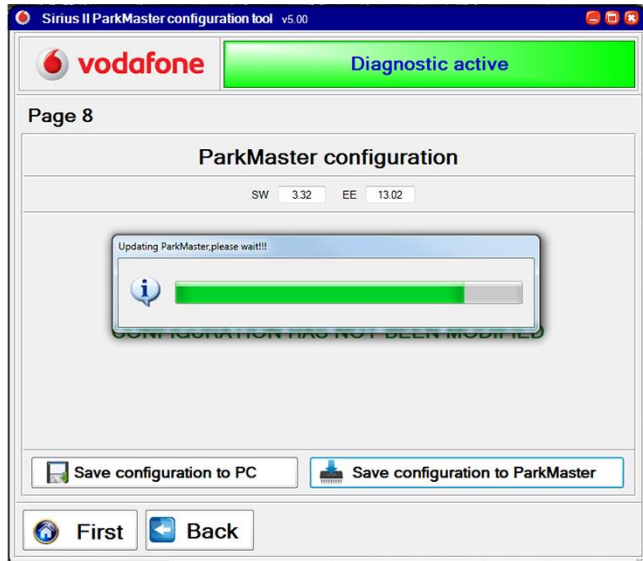 Sirius II ParkMaster configuration tool v5.00
vodafone
Diagnostic active
Page 8
ParkMaster configuration
SW 3.32 EE 13.02
Updating ParkMaster,please wait!!!
CONFIGURATION HAS NOT BEEN MODIFIED
Save configuration to PC
Save configuration to ParkMaster
First
Back